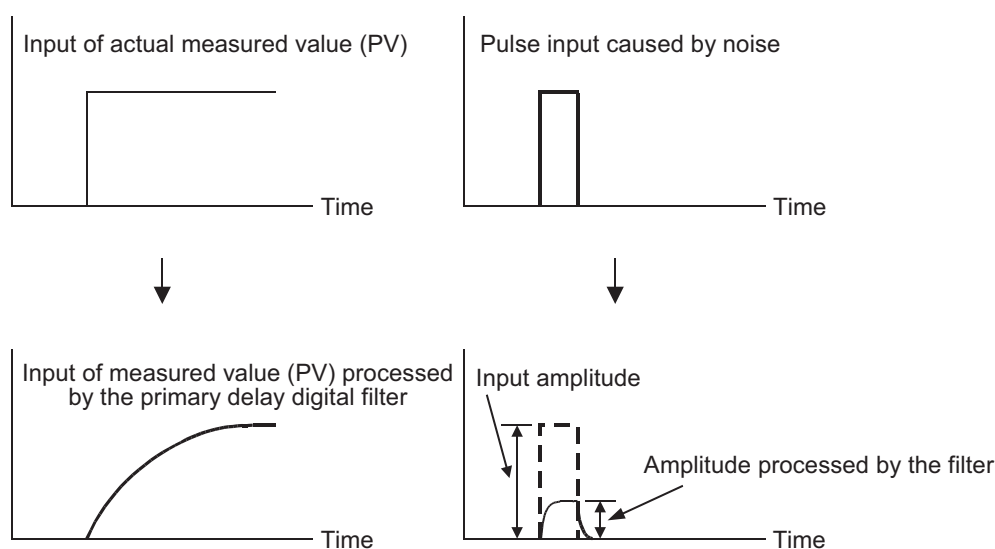 Input of actual measured value (PV)
Time
Pulse input caused by noise
Time
Input of measured value (PV) processed
by the primary delay digital filter
Time
Input amplitude
Amplitude processed by the filter
Time